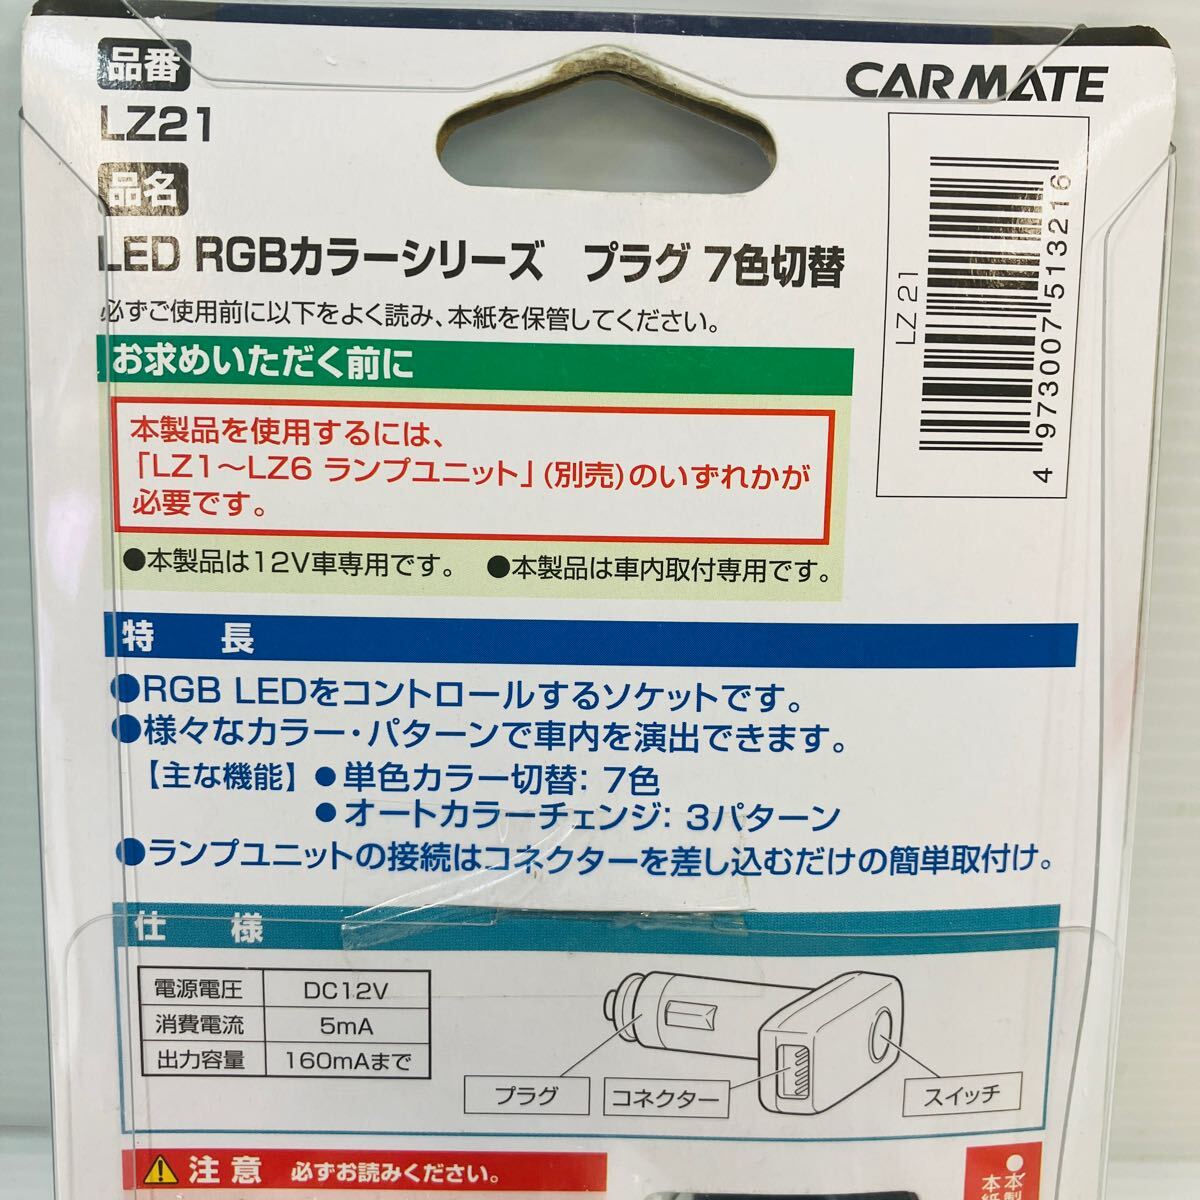 品番
CARMATE
LZ21
品名
LED RGBカラーシリーズ プラグ 7色切替
必ずご使用前に以下をよく読み、本紙を保管してください。
LZ 21
4 973007 513216
お求めいただく前に
本製品を使用するには、
「LZ1～LZ6 ランプユニット」(別売)のいずれかが
必要です。
●本製品は12V車専用です。 ●本製品は車内取付専用です。
特 長
●RGB LEDをコントロールするソケットです。
●様々なカラー・パターンで車内を演出できます。
【主な機能】●単色カラー切替：7色
●オートカラーチェンジ：3パターン
●ランプユニットの接続はコネクターを差し込むだけの簡単取付け。
仕 様
電源電圧 DC12V
消費電流 5mA
出力容量 160mAまで
プラグ
コネクター
スイッチ
注意 必ずお読みください。
●本製
本紙